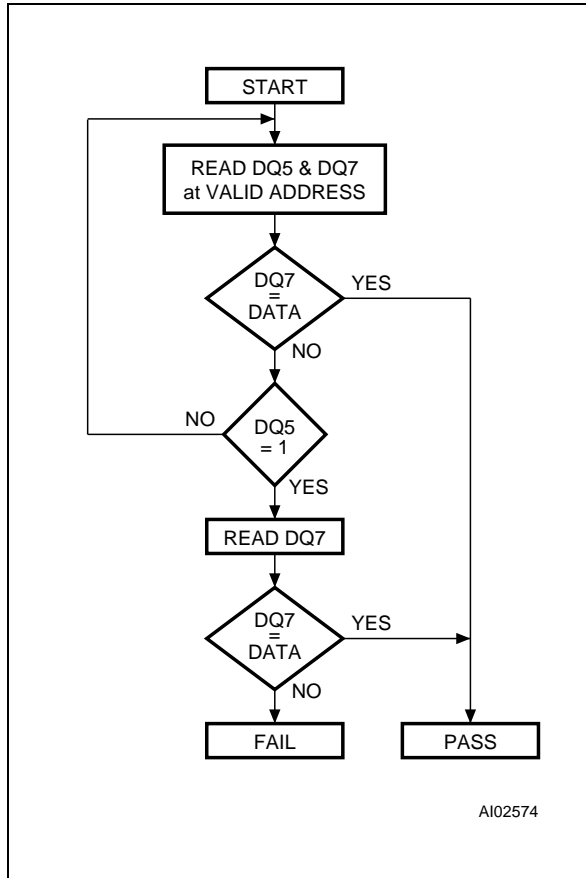 START
READ DQ5 & DQ7
at VALID ADDRESS
DQ7
=
DATA
YES
NO
NO
DQ5
= 1
YES
READ DQ7
DQ7
=
DATA
YES
NO
FAIL
PASS
AI02574